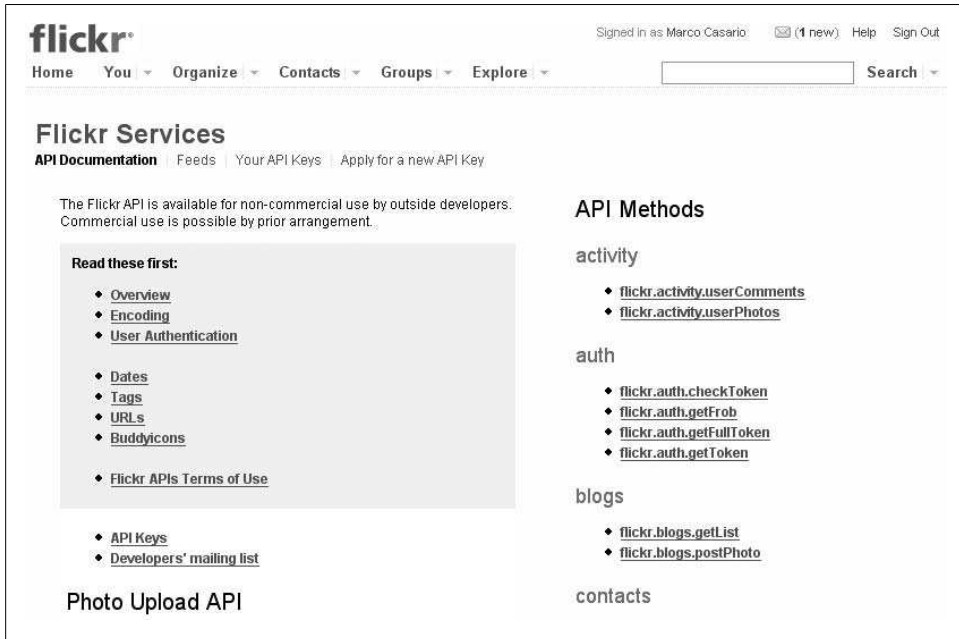 flickr
Signed in as Marco Casario (1 new) Help Sign Out
Home You Organize Contacts Groups Explore Search
Flickr Services
API Documentation Feeds Your API Keys Apply for a new API Key
The Flickr API is available for non-commercial use by outside developers.
Commercial use is possible by prior arrangement.
Read these first:
Overview
Encoding
User Authentication
Dates
Tags
URLs
Buddyicons
Flickr APIs Terms of Use
API Keys
Developers' mailing list
Photo Upload API
API Methods
activity
flickr.activity.userComments
flickr.activity.userPhotos
auth
flickr.auth.checkToken
flickr.auth.getFrob
flickr.auth.getFullToken
flickr.auth.getToken
blogs
flickr.blogs.getList
flickr.blogs.postPhoto
contacts